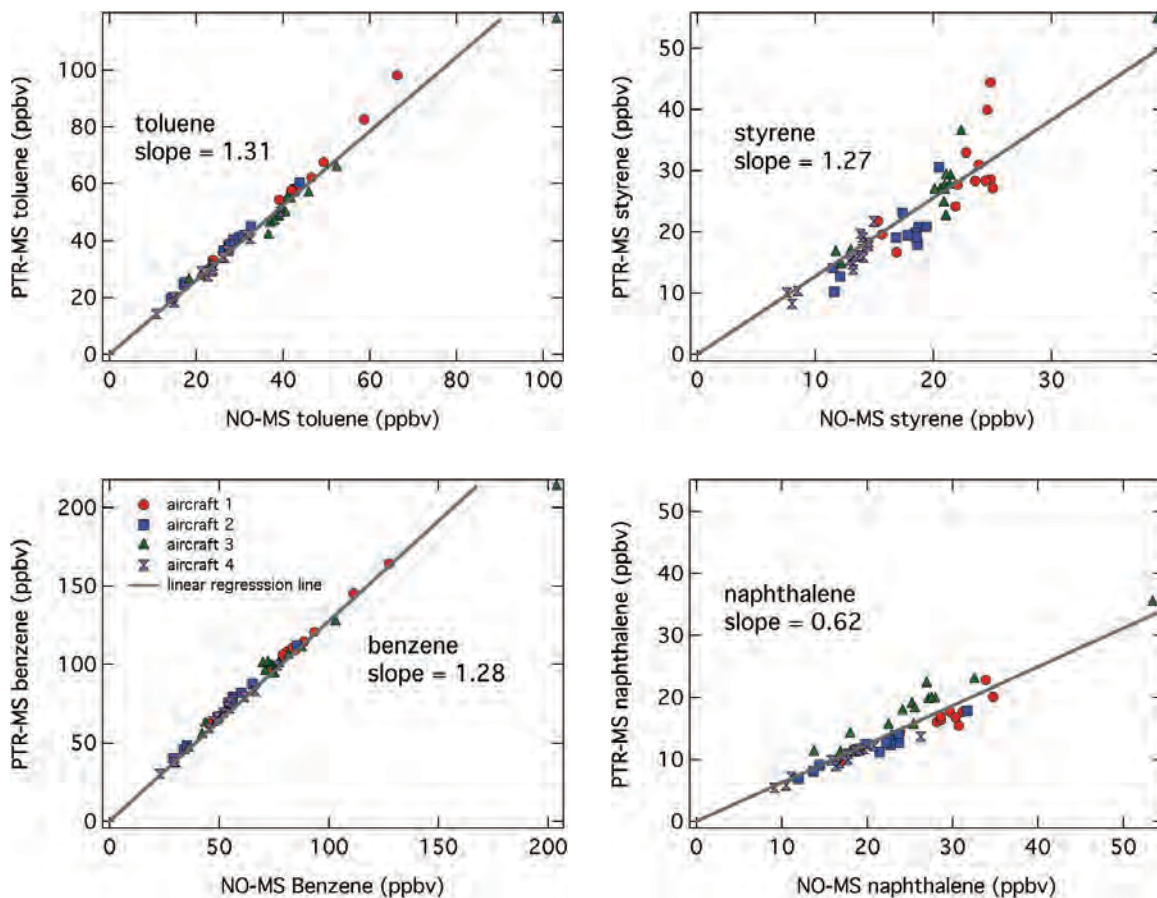 PTR-MS toluene (ppbv)
100
80
60
40
20
0
toluene
slope = 1.31
0 20 40 60 80 100
NO-MS toluene (ppbv)
PTR-MS styrene (ppbv)
50
40
30
20
10
0
styrene
slope = 1.27
0 10 20 30
NO-MS styrene (ppbv)
PTR-MS benzene (ppbv)
200
150
100
50
0
aircraft 1
aircraft 2
aircraft 3
aircraft 4
linear regresssion line
benzene
slope = 1.28
0 50 100 150 200
NO-MS Benzene (ppbv)
PTR-MS naphthalene (ppbv)
50
40
30
20
10
0
naphthalene
slope = 0.62
0 10 20 30 40 50
NO-MS naphthalene (ppbv)